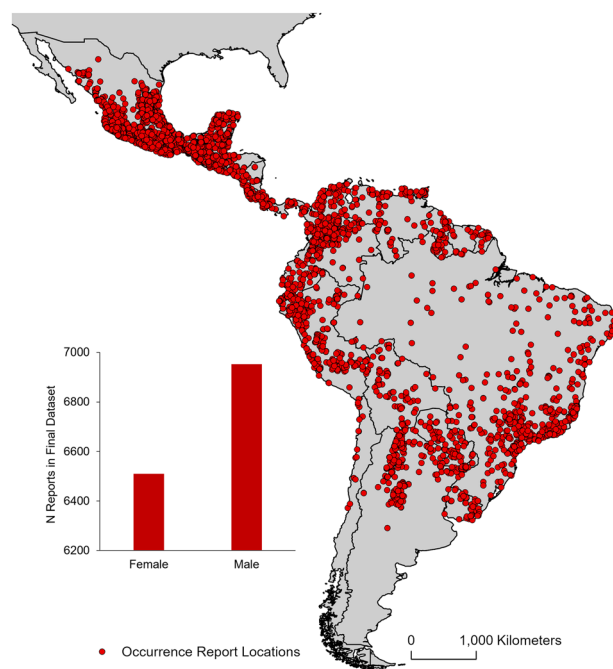 7000
6800
6600
6400
6200
N Reports in Final Dataset
Female Male
Occurrence Report Locations
0 1,000 Kilometers